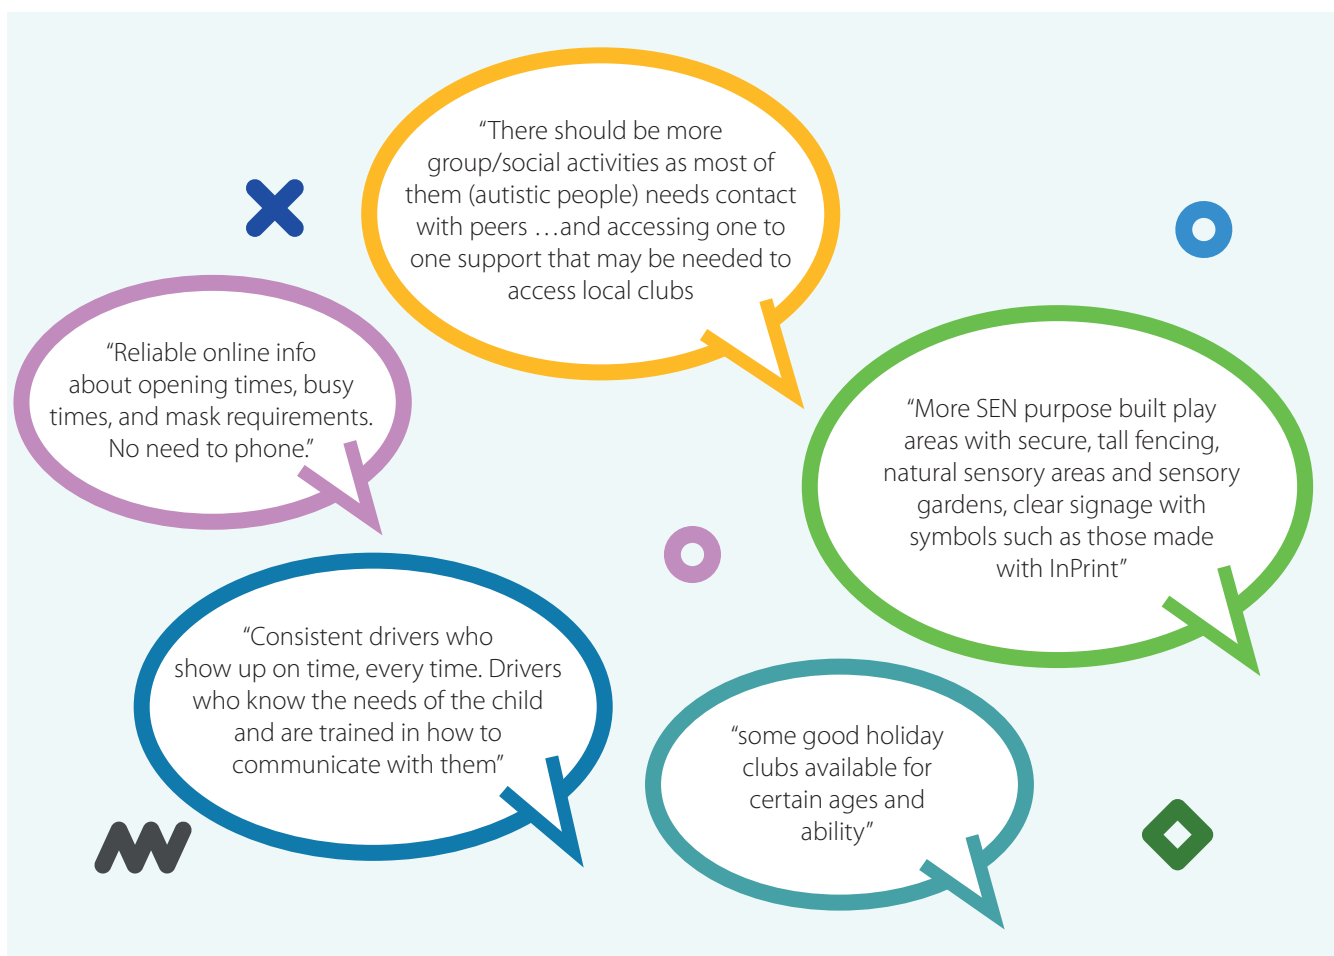 “There should be more
group/social activities as most of
them (autistic people) needs contact
with peers …and accessing one to
one support that may be needed to
access local clubs
“Reliable online info
about opening times, busy
times, and mask requirements.
No need to phone.”
“More SEN purpose built play
areas with secure, tall fencing,
natural sensory areas and sensory
gardens, clear signage with
symbols such as those made
with InPrint”
“Consistent drivers who
show up on time, every time. Drivers
who know the needs of the child
and are trained in how to
communicate with them”
“some good holiday
clubs available for
certain ages and
ability”